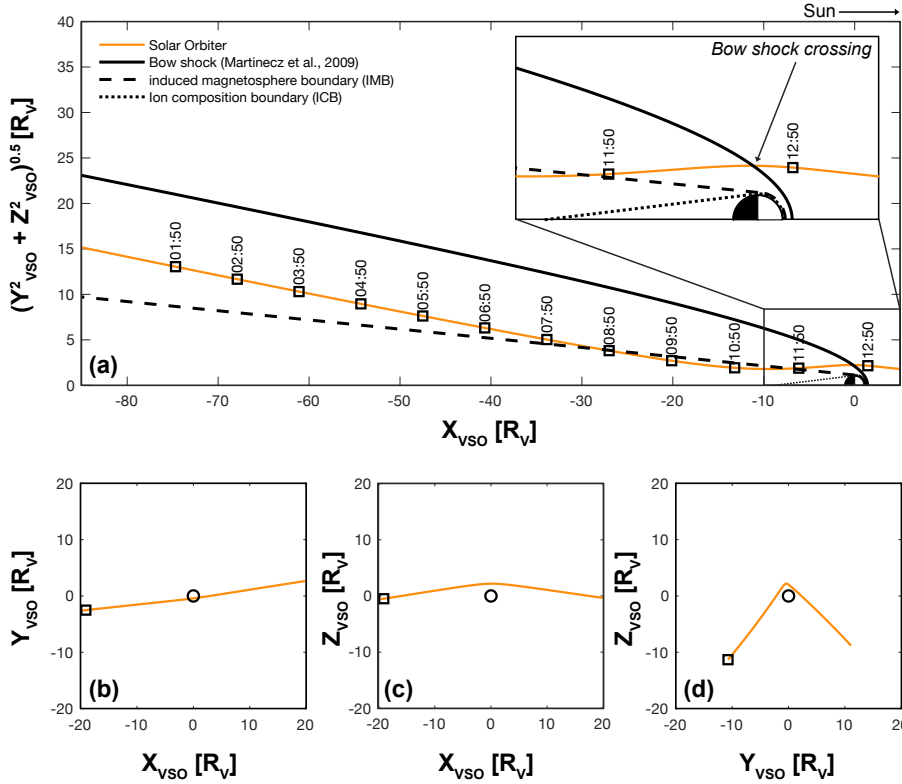 Sun
40
35
30
25
20
15
10
5
0
(Y²VSO + Z²VSO)^0.5 [RV]
Solar Orbiter
Bow shock (Martinecz et al., 2009)
induced magnetosphere boundary (IMB)
Ion composition boundary (ICB)
Bow shock crossing
11:50
12:50
01:50
02:50
03:50
04:50
05:50
06:50
07:50
08:50
09:50
10:50
11:50
12:50
(a)
-80 -70 -60 -50 -40 -30 -20 -10 0
XVSO [RV]
20
10
0
-10
-20
YVSO [RV]
(b)
-20 -10 0 10 20
XVSO [RV]
20
10
0
-10
-20
ZVSO [RV]
(c)
-20 -10 0 10 20
XVSO [RV]
20
10
0
-10
-20
ZVSO [RV]
(d)
-20 -10 0 10 20
YVSO [RV]